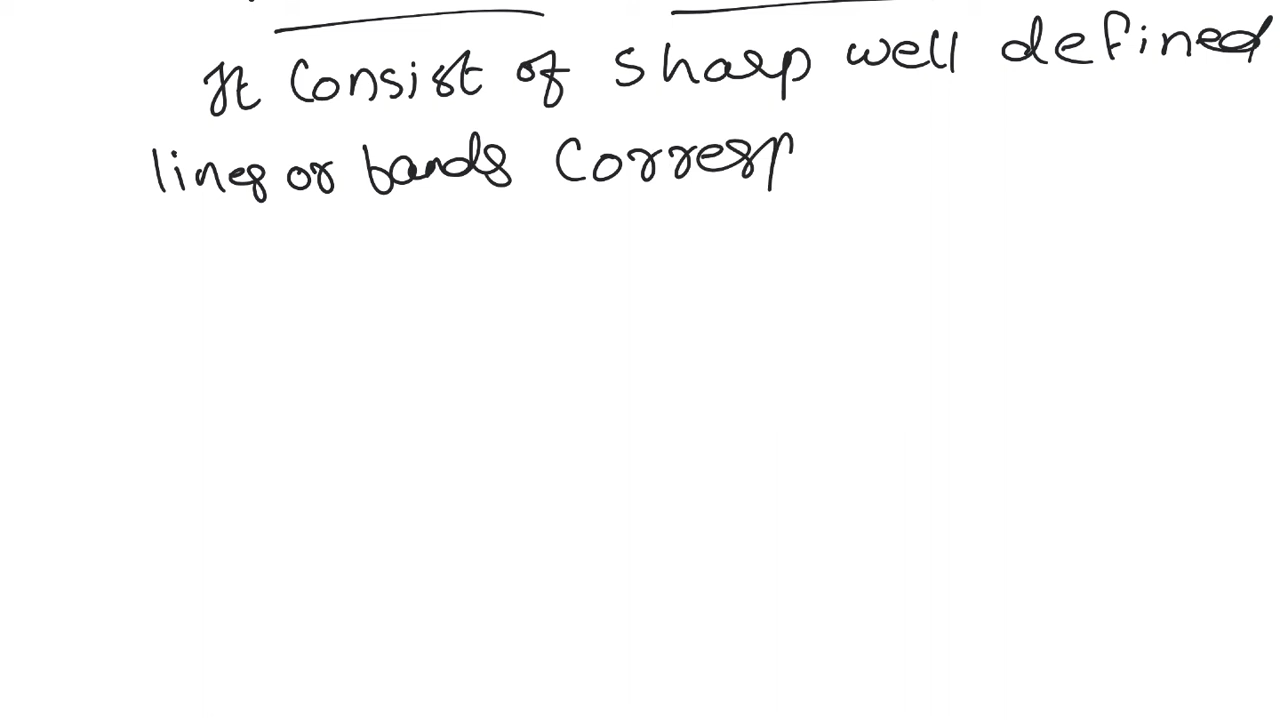 It consist of sharp well defined
lines or bands Corresp